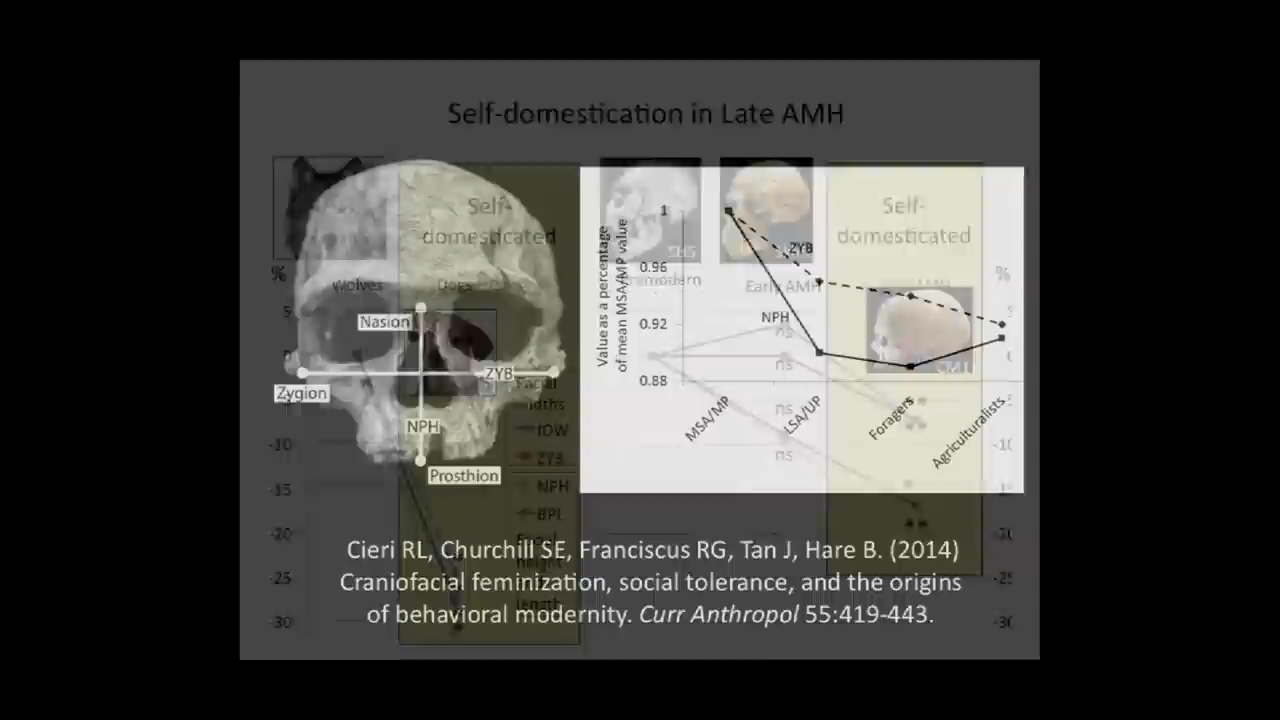 Self-domestication in Late AMH
Self-
domesticated
Self-
domesticated
%
%
Wolves
Dogs
Early AMH
SH5
CM1
5
-10
-15
-20
-25
-30
Nasion
Zygion
ZYB
NPH
Prosthion
Facial
IOW
ZYB
NPH
BPL
Value as a percentage
of mean MSA/MP value
1
0.96
0.92
0.88
ZYB
NPH
MSA/MP
LSA/UP
Foragers
Agriculturalists
ns
ns
ns
ns
-10
Cieri RL, Churchill SE, Franciscus RG, Tan J, Hare B. (2014)
Craniofacial feminization, social tolerance, and the origins
of behavioral modernity. Curr Anthropol 55:419-443.